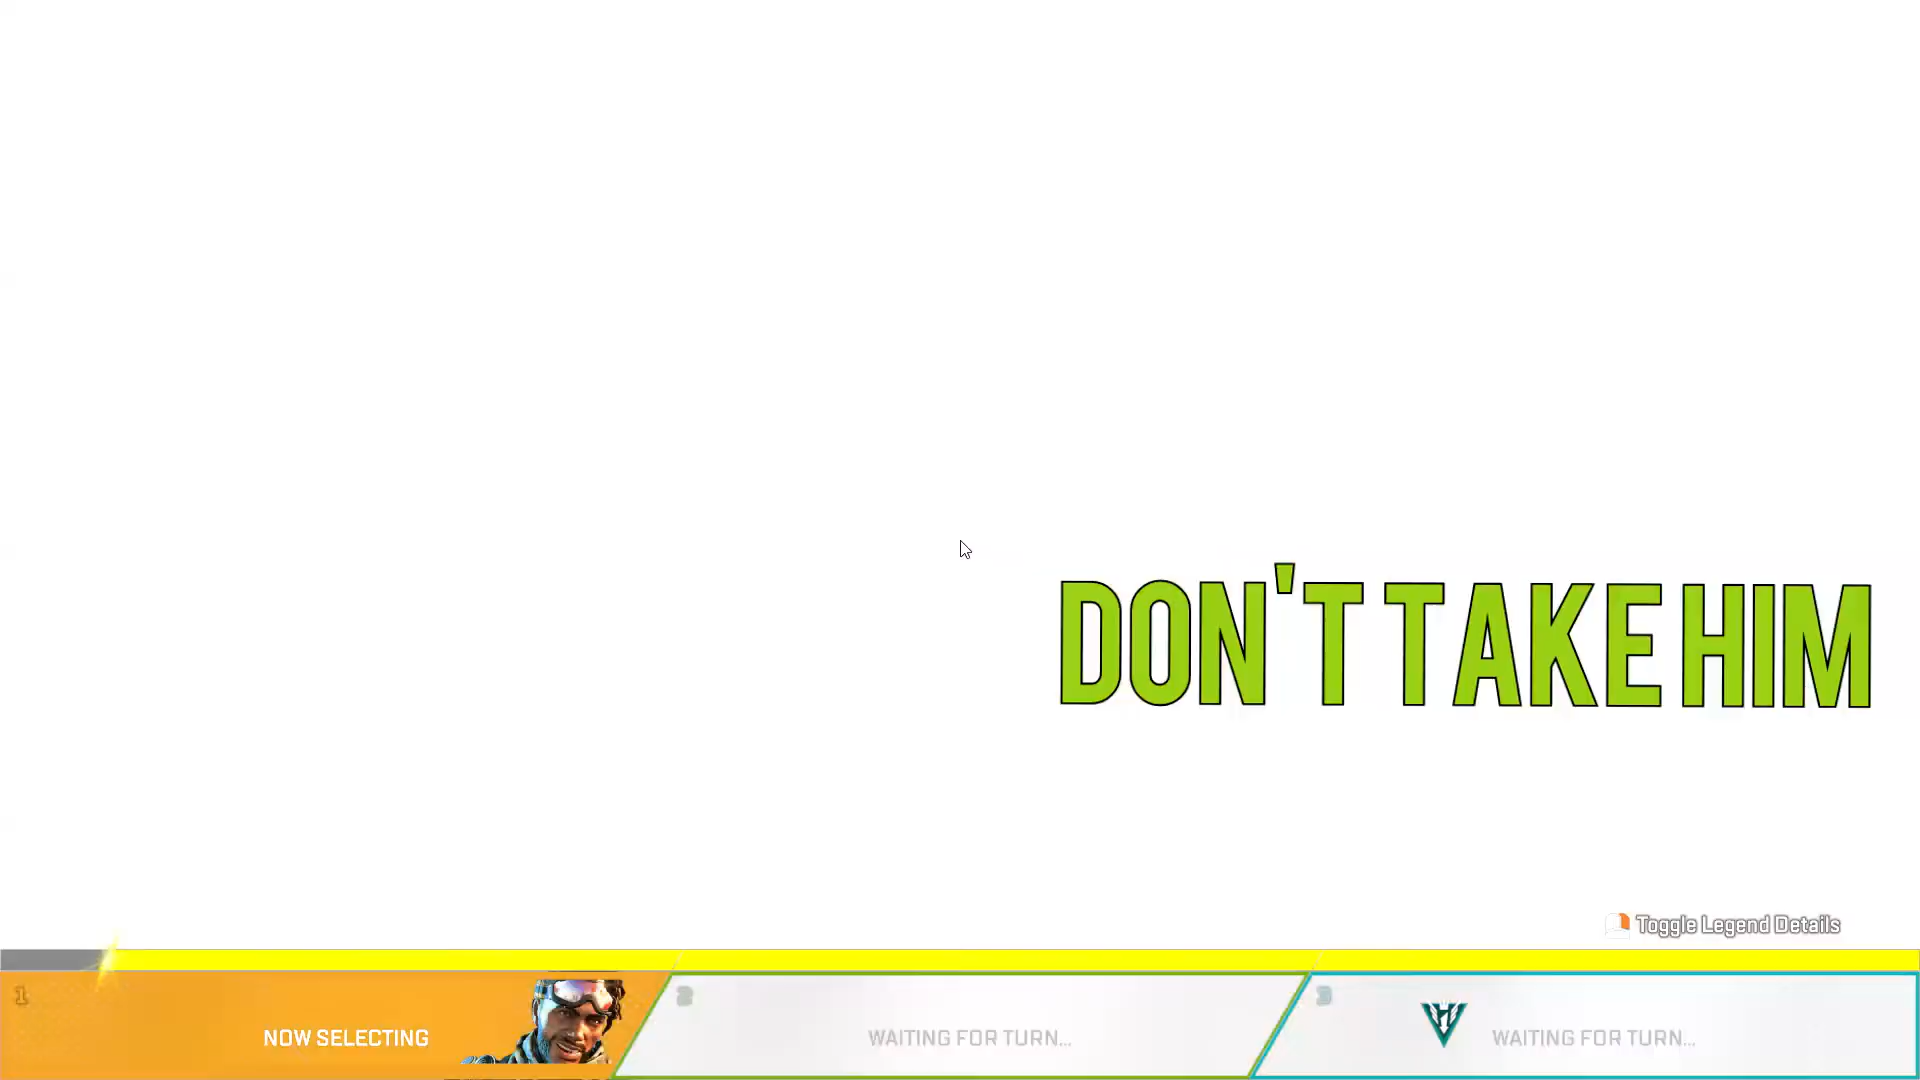 DON'T TAKE HIM
Toggle Legend Details
1
NOW SELECTING
2
WAITING FOR TURN...
3
WAITING FOR TURN...